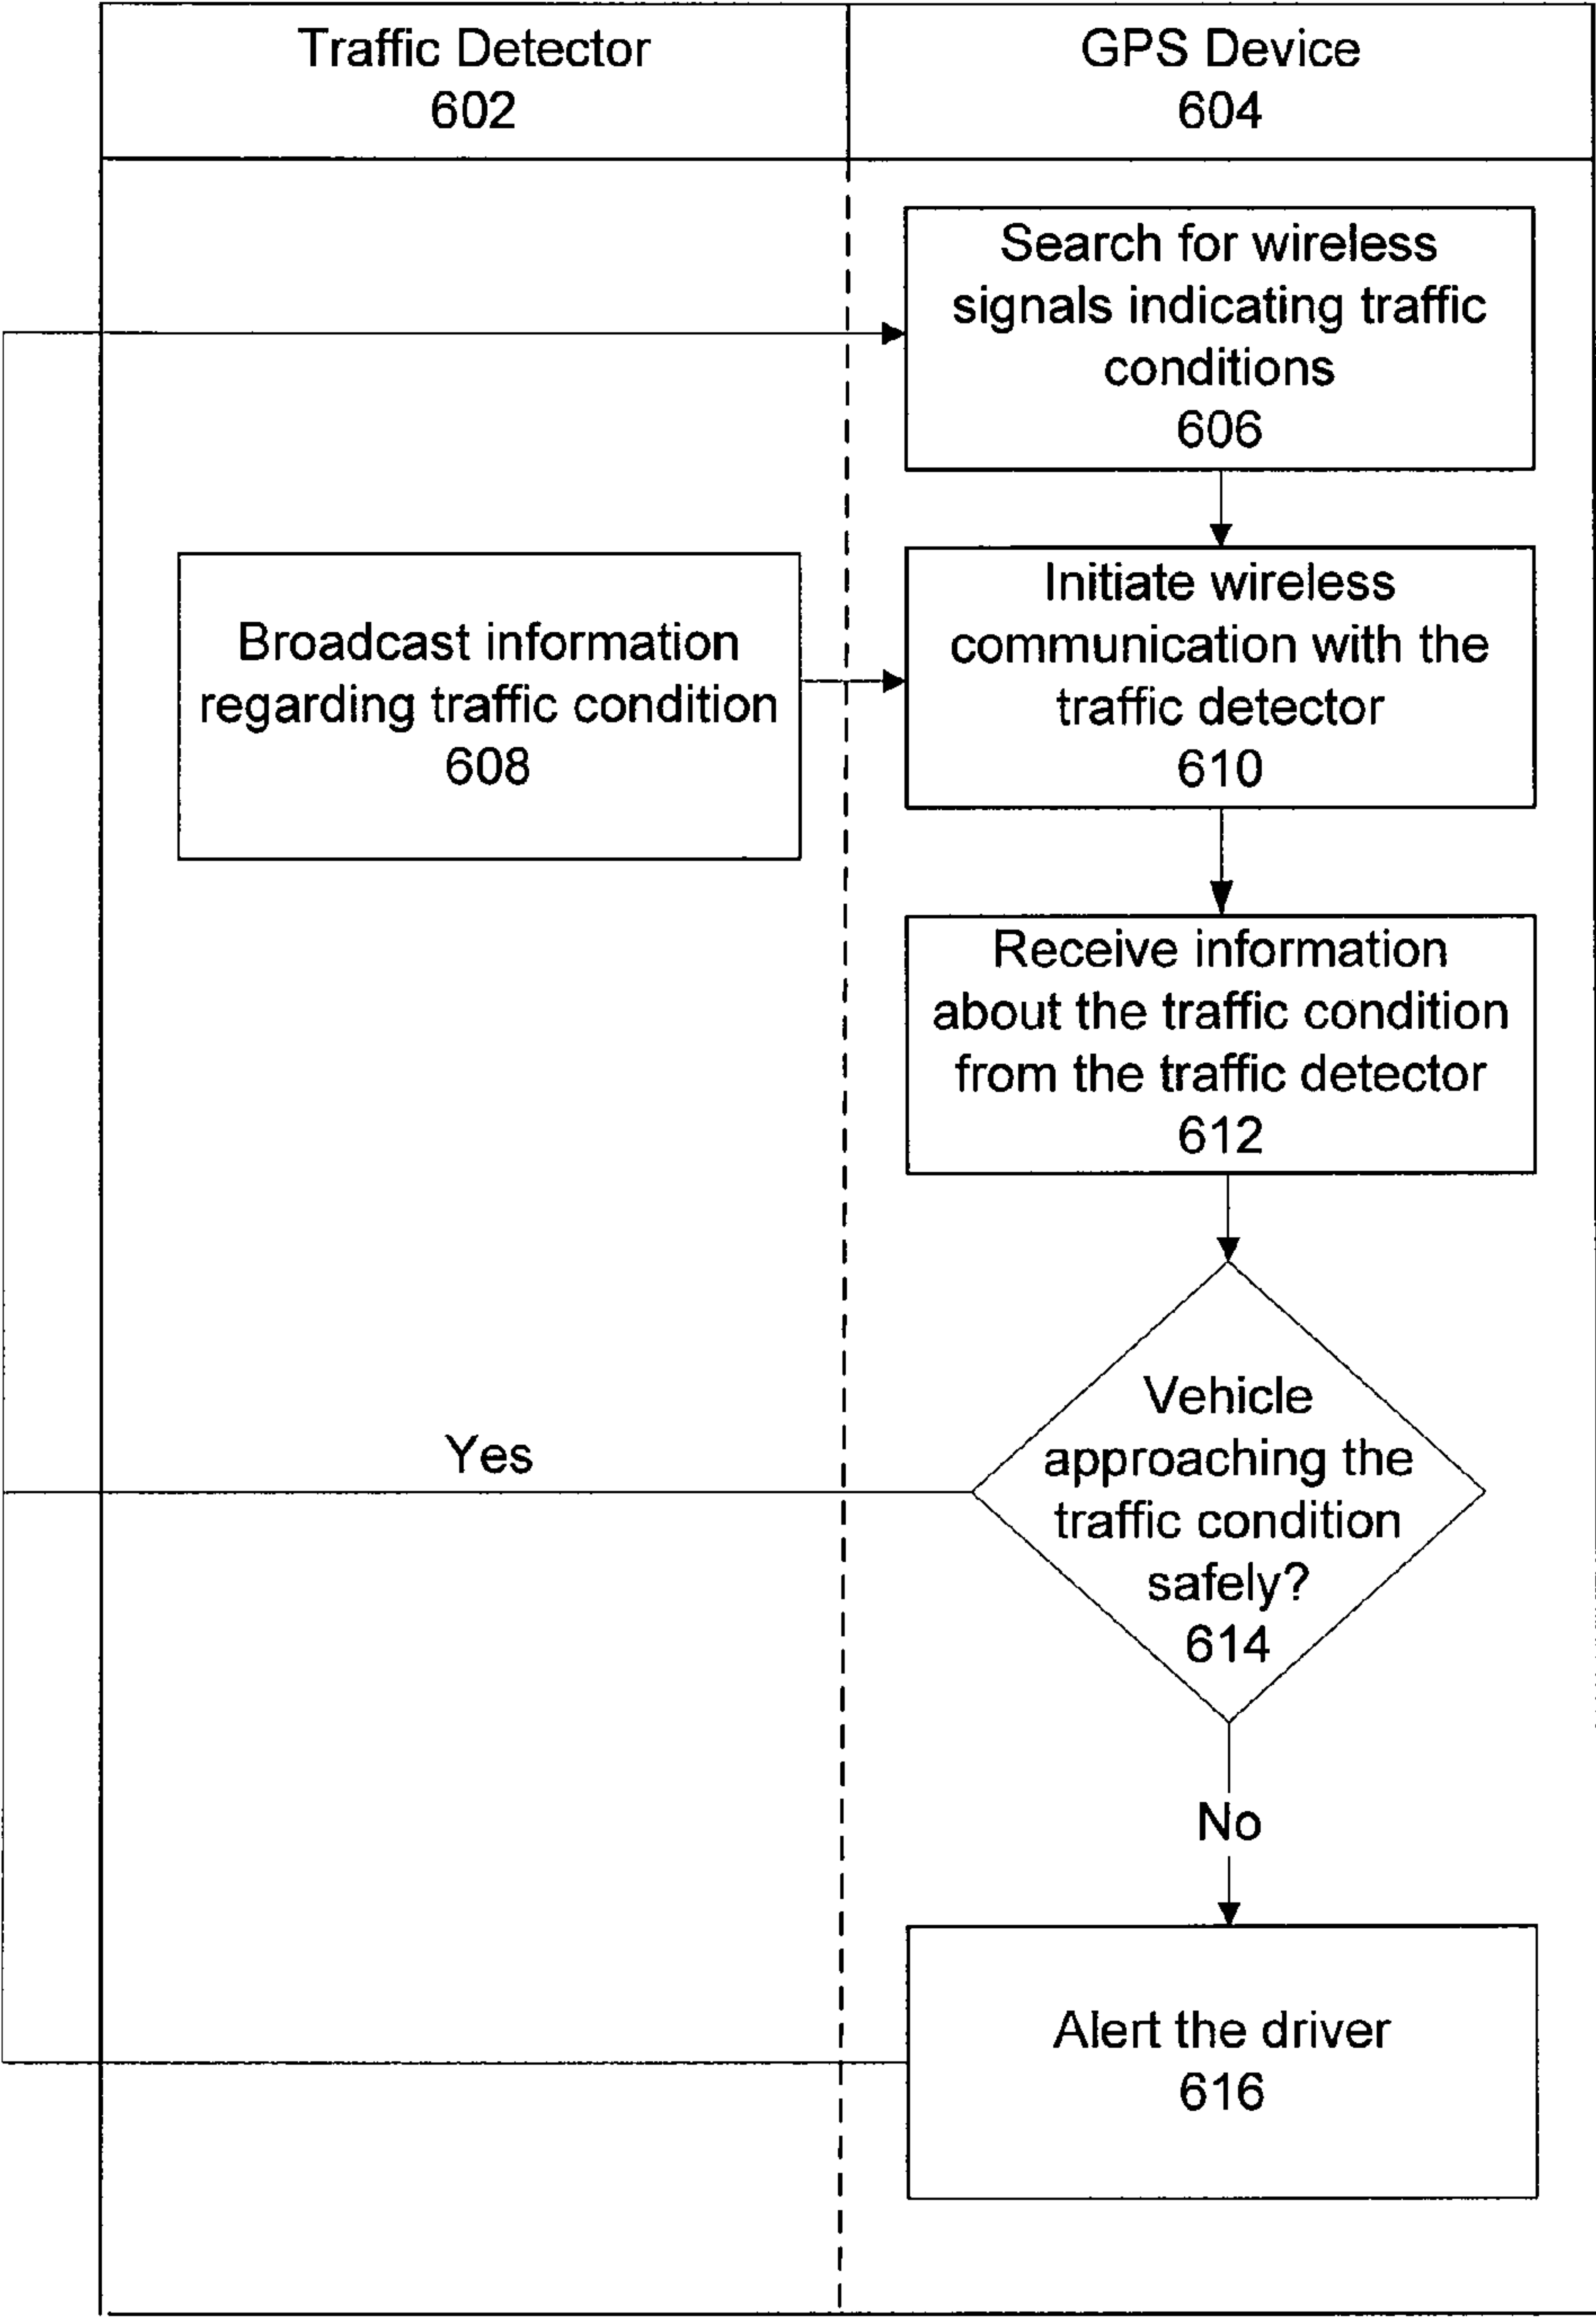 Traffic Detector
602
GPS Device
604
Search for wireless
signals indicating traffic
conditions
606
Broadcast information
regarding traffic condition
608
Initiate wireless
communication with the
traffic detector
610
Receive information
about the traffic condition
from the traffic detector
612
Vehicle
approaching the
traffic condition
safely?
614
Yes
No
Alert the driver
616